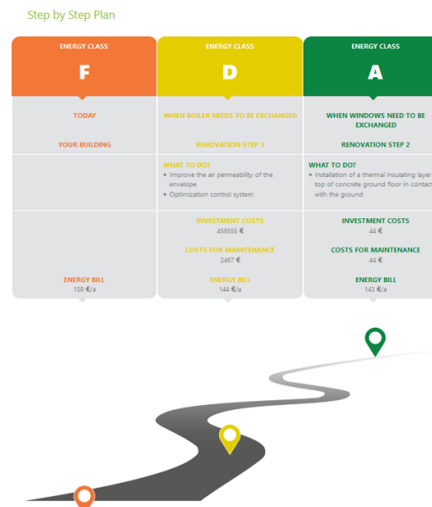 Step by Step Plan
ENERGY CLASS
F
TODAY
YOUR BUILDING
ENERGY BILL
159 €/a
ENERGY CLASS
D
WHEN BOILER NEEDS TO BE EXCHANGED
RENOVATION STEP 1
WHAT TO DO?
• Improve the air permeability of the
envelope
• Optimization control system
INVESTMENT COSTS
456555 €
COSTS FOR MAINTENANCE
2467 €
ENERGY BILL
144 €/a
ENERGY CLASS
A
WHEN WINDOWS NEED TO BE
EXCHANGED
RENOVATION STEP 2
WHAT TO DO?
• Installation of a thermal insulating layer
top of concrete ground floor in contact
with the ground
INVESTMENT COSTS
44 €
COSTS FOR MAINTENANCE
44 €
ENERGY BILL
143 €/a